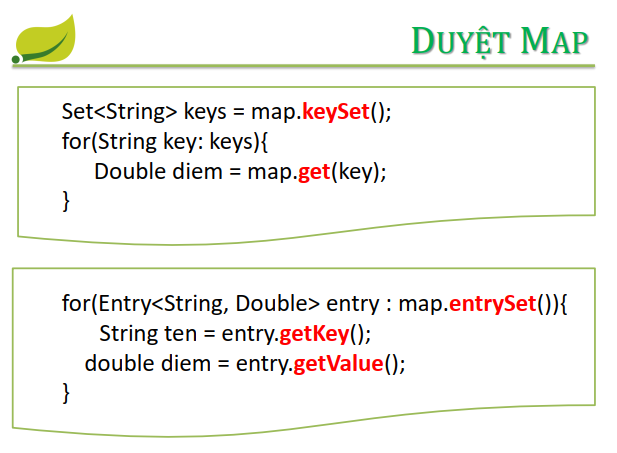 DUYỆT MAP
Set<String> keys = map.keySet();
for(String key: keys){
Double diem = map.get(key);
}
for(Entry<String, Double> entry : map.entrySet()){
String ten = entry.getKey();
double diem = entry.getValue();
}